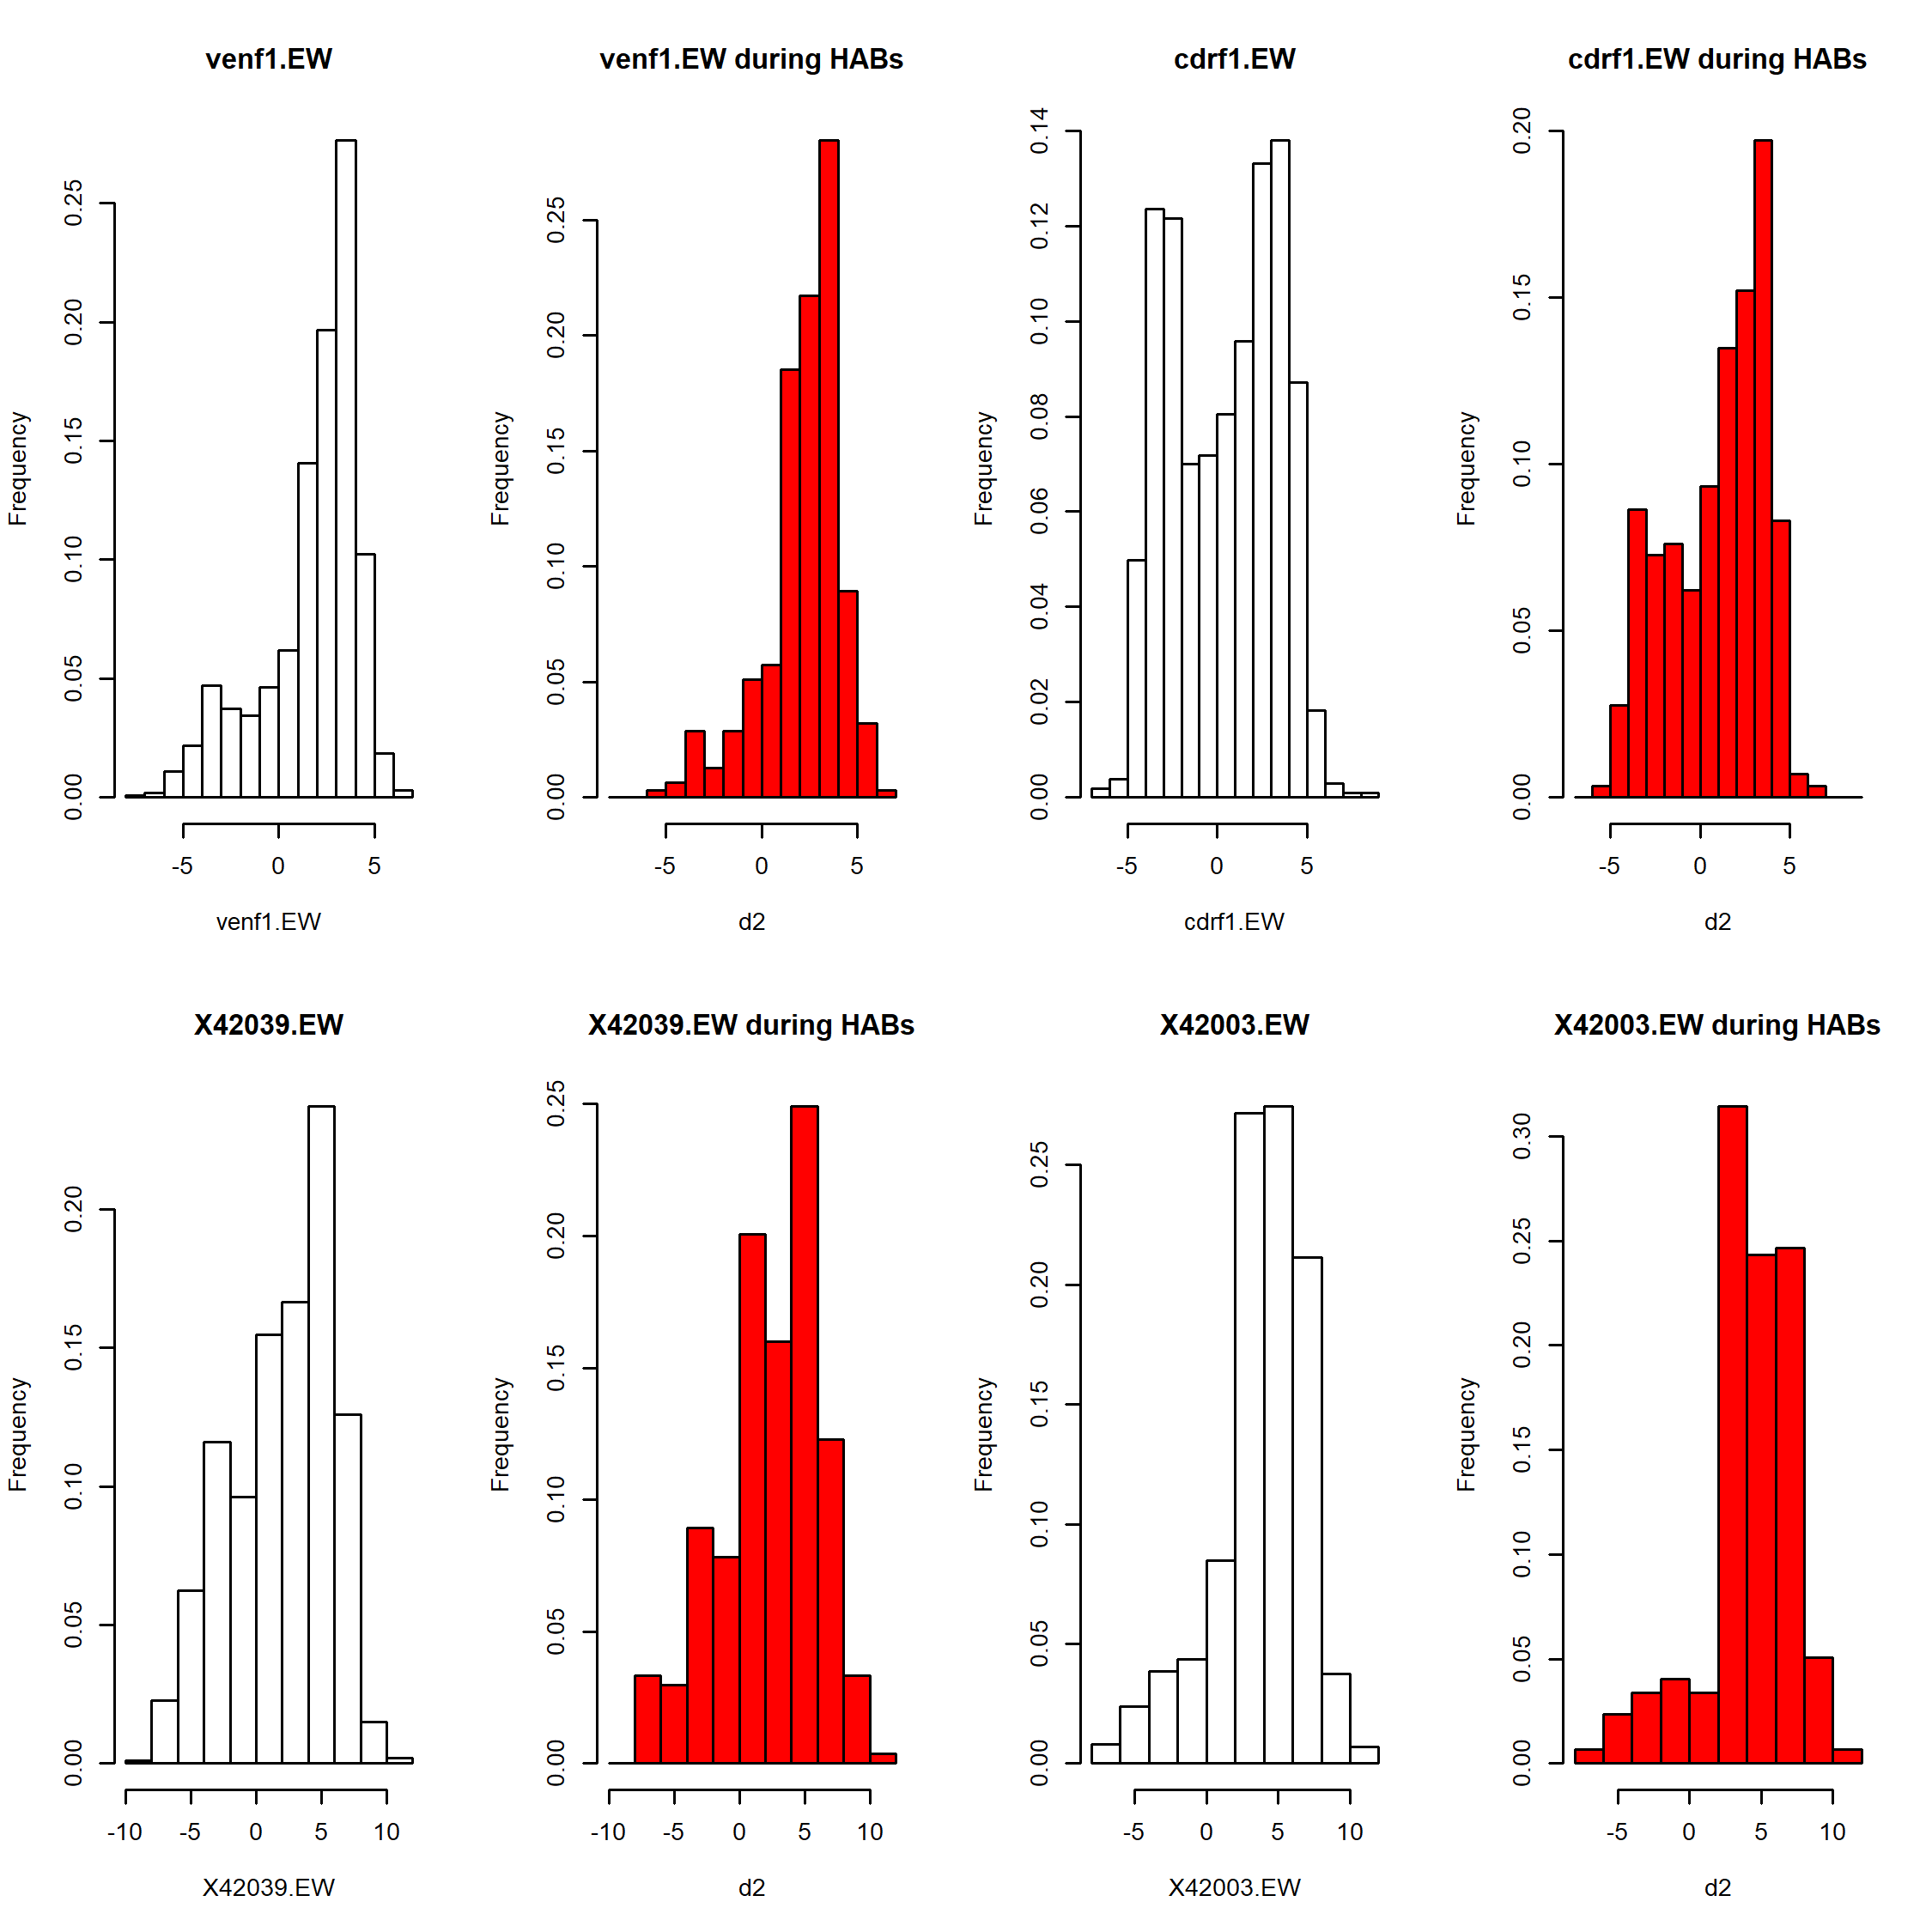 venf1.EW
Frequency
0.00 0.05 0.10 0.15 0.20 0.25
-5 0 5
venf1.EW
venf1.EW during HABs
Frequency
0.00 0.05 0.10 0.15 0.20 0.25
-5 0 5
d2
cdrf1.EW
Frequency
0.00 0.02 0.04 0.06 0.08 0.10 0.12 0.14
-5 0 5
cdrf1.EW
cdrf1.EW during HABs
Frequency
0.00 0.05 0.10 0.15 0.20
-5 0 5
d2
X42039.EW
Frequency
0.00 0.05 0.10 0.15 0.20
-10 -5 0 5 10
X42039.EW
X42039.EW during HABs
Frequency
0.00 0.05 0.10 0.15 0.20 0.25
-10 -5 0 5 10
d2
X42003.EW
Frequency
0.00 0.05 0.10 0.15 0.20 0.25
-5 0 5 10
X42003.EW
X42003.EW during HABs
Frequency
0.00 0.05 0.10 0.15 0.20 0.25 0.30
-5 0 5 10
d2